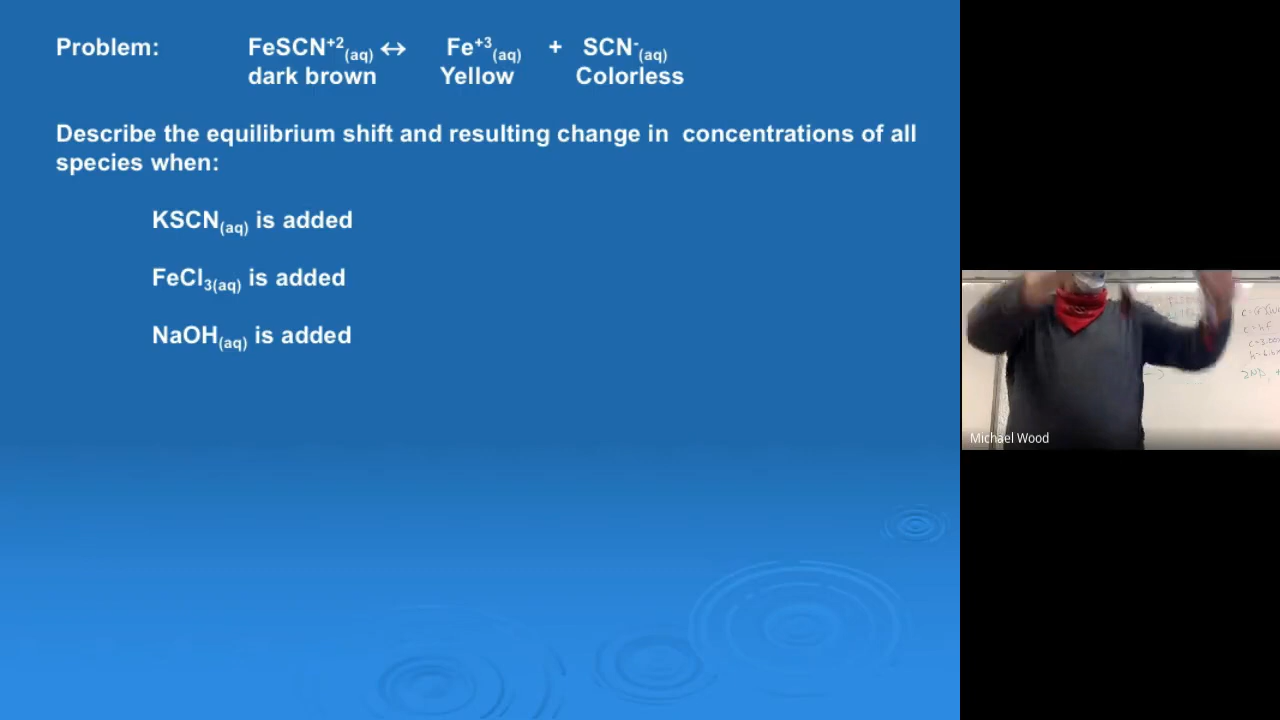 Problem: FeSCN⁺²₍aq₎ ↔ Fe⁺³₍aq₎ + SCN⁻₍aq₎
dark brown Yellow Colorless
Describe the equilibrium shift and resulting change in concentrations of all
species when:
KSCN₍aq₎ is added
FeCl₃₍aq₎ is added
NaOH₍aq₎ is added
Michael Wood